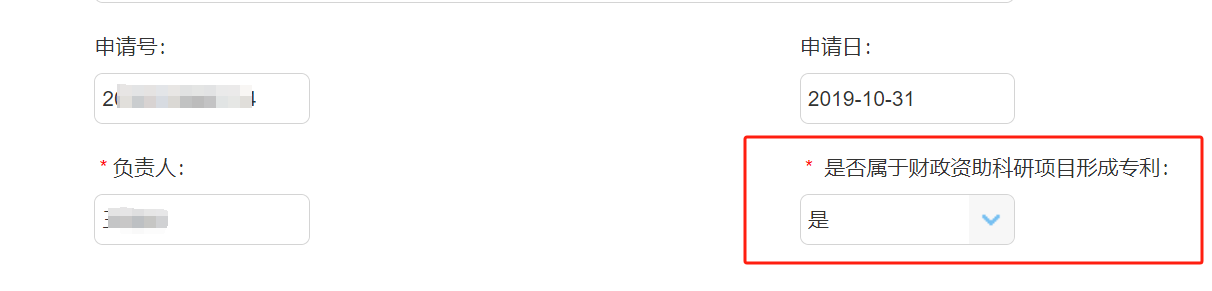 申请号：
申请日：
2019-10-31
* 负责人：
* 是否属于财政资助科研项目形成专利：
是